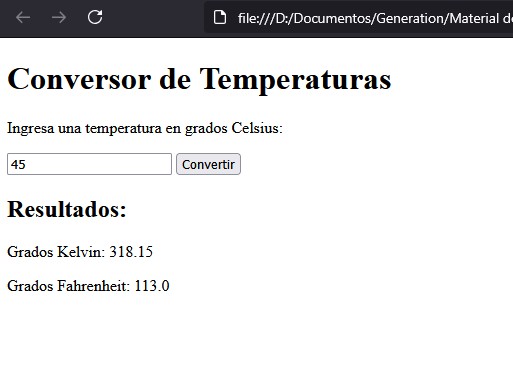 file:///D:/Documentos/Generation/Material d
Conversor de Temperaturas
Ingresa una temperatura en grados Celsius:
45 Convertir
Resultados:
Grados Kelvin: 318.15
Grados Fahrenheit: 113.0